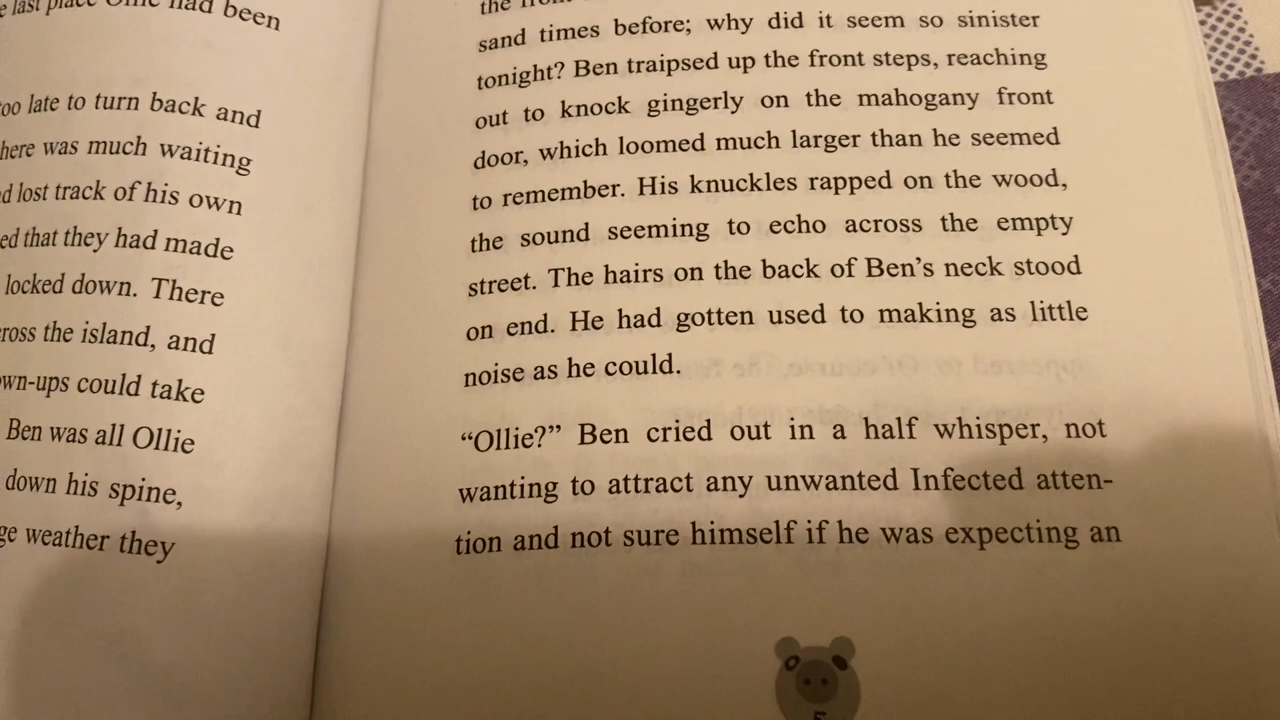 last place Ollie had been
too late to turn back and
here was much waiting
lost track of his own
that they had made
locked down. There
the island, and
could take
Ben was all Ollie
down his spine,
weather they
the
sand times before; why did it seem so sinister
tonight? Ben traipsed up the front steps, reaching
out to knock gingerly on the mahogany front
door, which loomed much larger than he seemed
to remember. His knuckles rapped on the wood,
the sound seeming to echo across the empty
street. The hairs on the back of Ben’s neck stood
on end. He had gotten used to making as little
noise as he could.
“Ollie?” Ben cried out in a half whisper, not
wanting to attract any unwanted Infected atten-
tion and not sure himself if he was expecting an
5